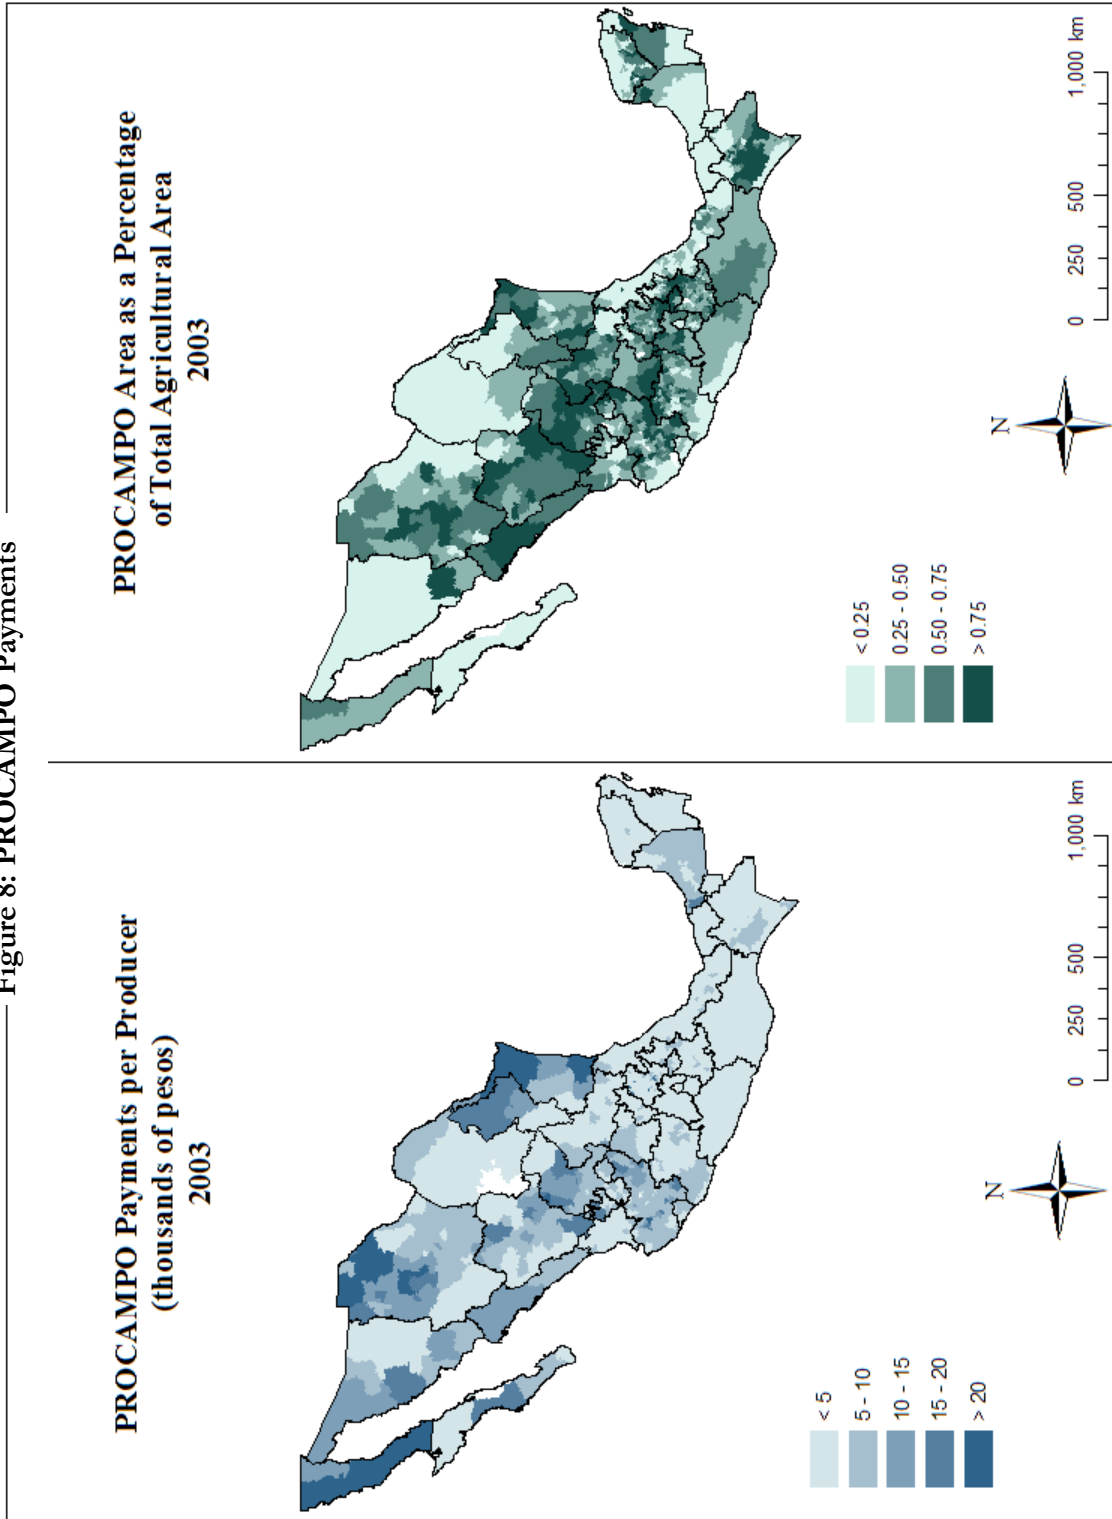 Figure 8: PROCAMPO Payments
PROCAMPO Payments per Producer
(thousands of pesos)
2003
< 5
5 - 10
10 - 15
15 - 20
> 20
N
0 250 500 1,000 km
PROCAMPO Area as a Percentage
of Total Agricultural Area
2003
< 0.25
0.25 - 0.50
0.50 - 0.75
> 0.75
N
0 250 500 1,000 km